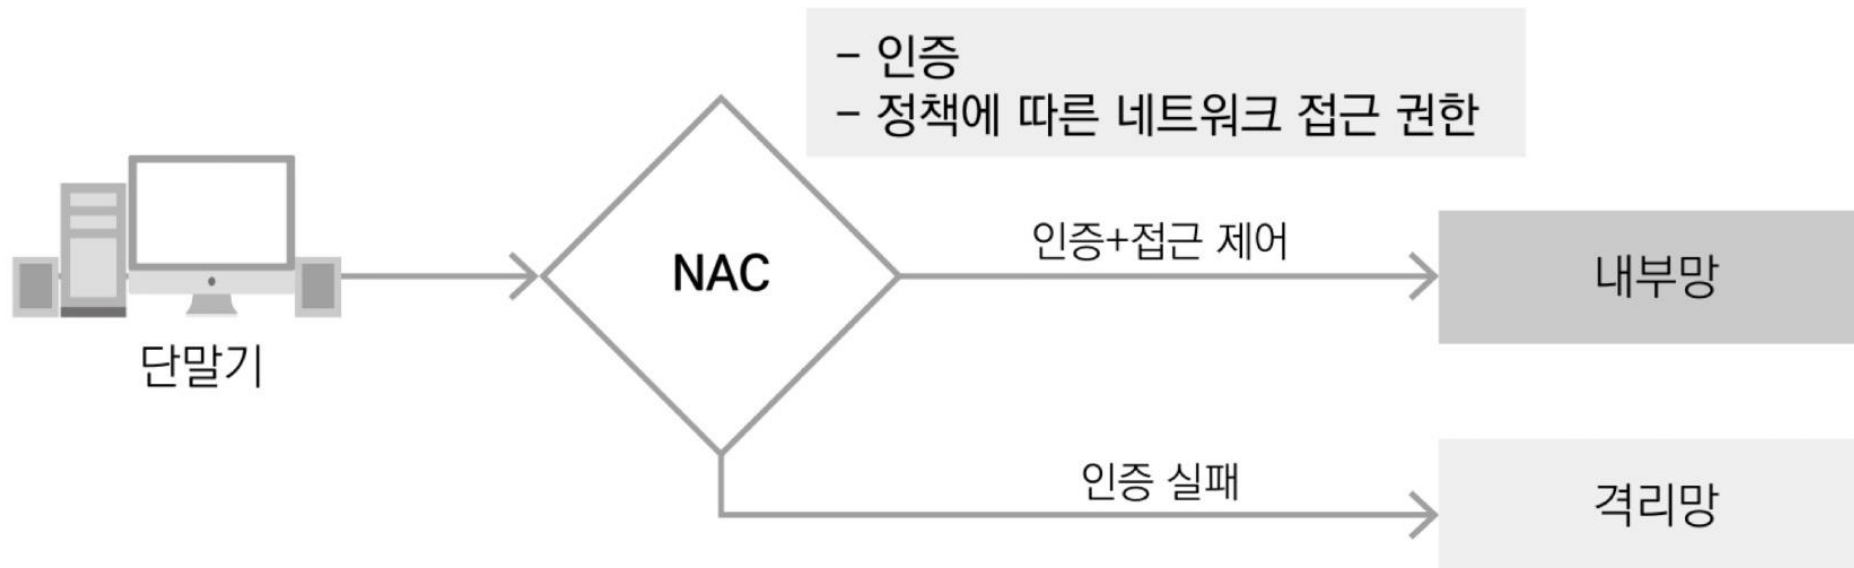 - 인증
- 정책에 따른 네트워크 접근 권한
NAC
인증+접근 제어
내부망
단말기
인증 실패
격리망